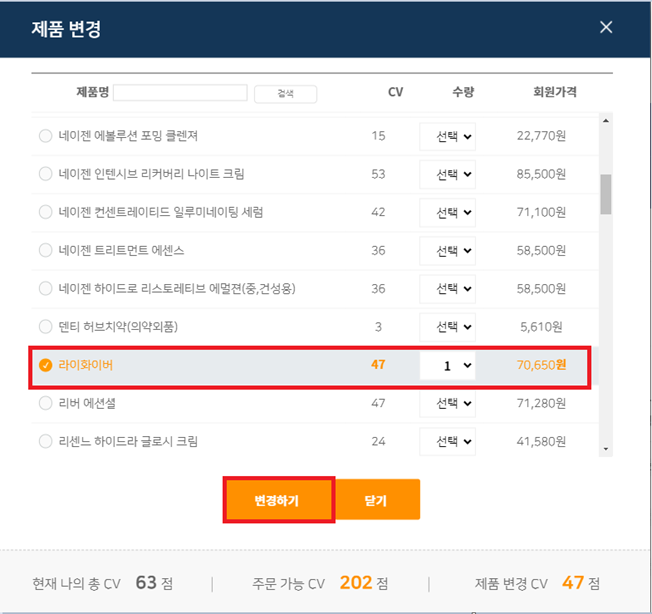 제품 변경
제품명 검색 CV 수량 회원가격
네이젠 에볼루션 포밍 클렌져 15 선택 22,770원
네이젠 인텐시브 리커버리 나이트 크림 53 선택 85,500원
네이젠 컨센트레이티드 일루미네이팅 세럼 42 선택 71,100원
네이젠 트리트먼트 에센스 36 선택 58,500원
네이젠 하이드로 리스토레티브 에멀젼(중,건성용) 36 선택 58,500원
덴티 허브치약(의약외품) 3 선택 5,610원
라이화이버 47 1 70,650원
리버 에센셜 47 선택 71,280원
리센느 하이드라 글로시 크림 24 선택 41,580원
변경하기 닫기
현재 나의 총 CV 63 점 | 주문 가능 CV 202 점 | 제품 변경 CV 47 점